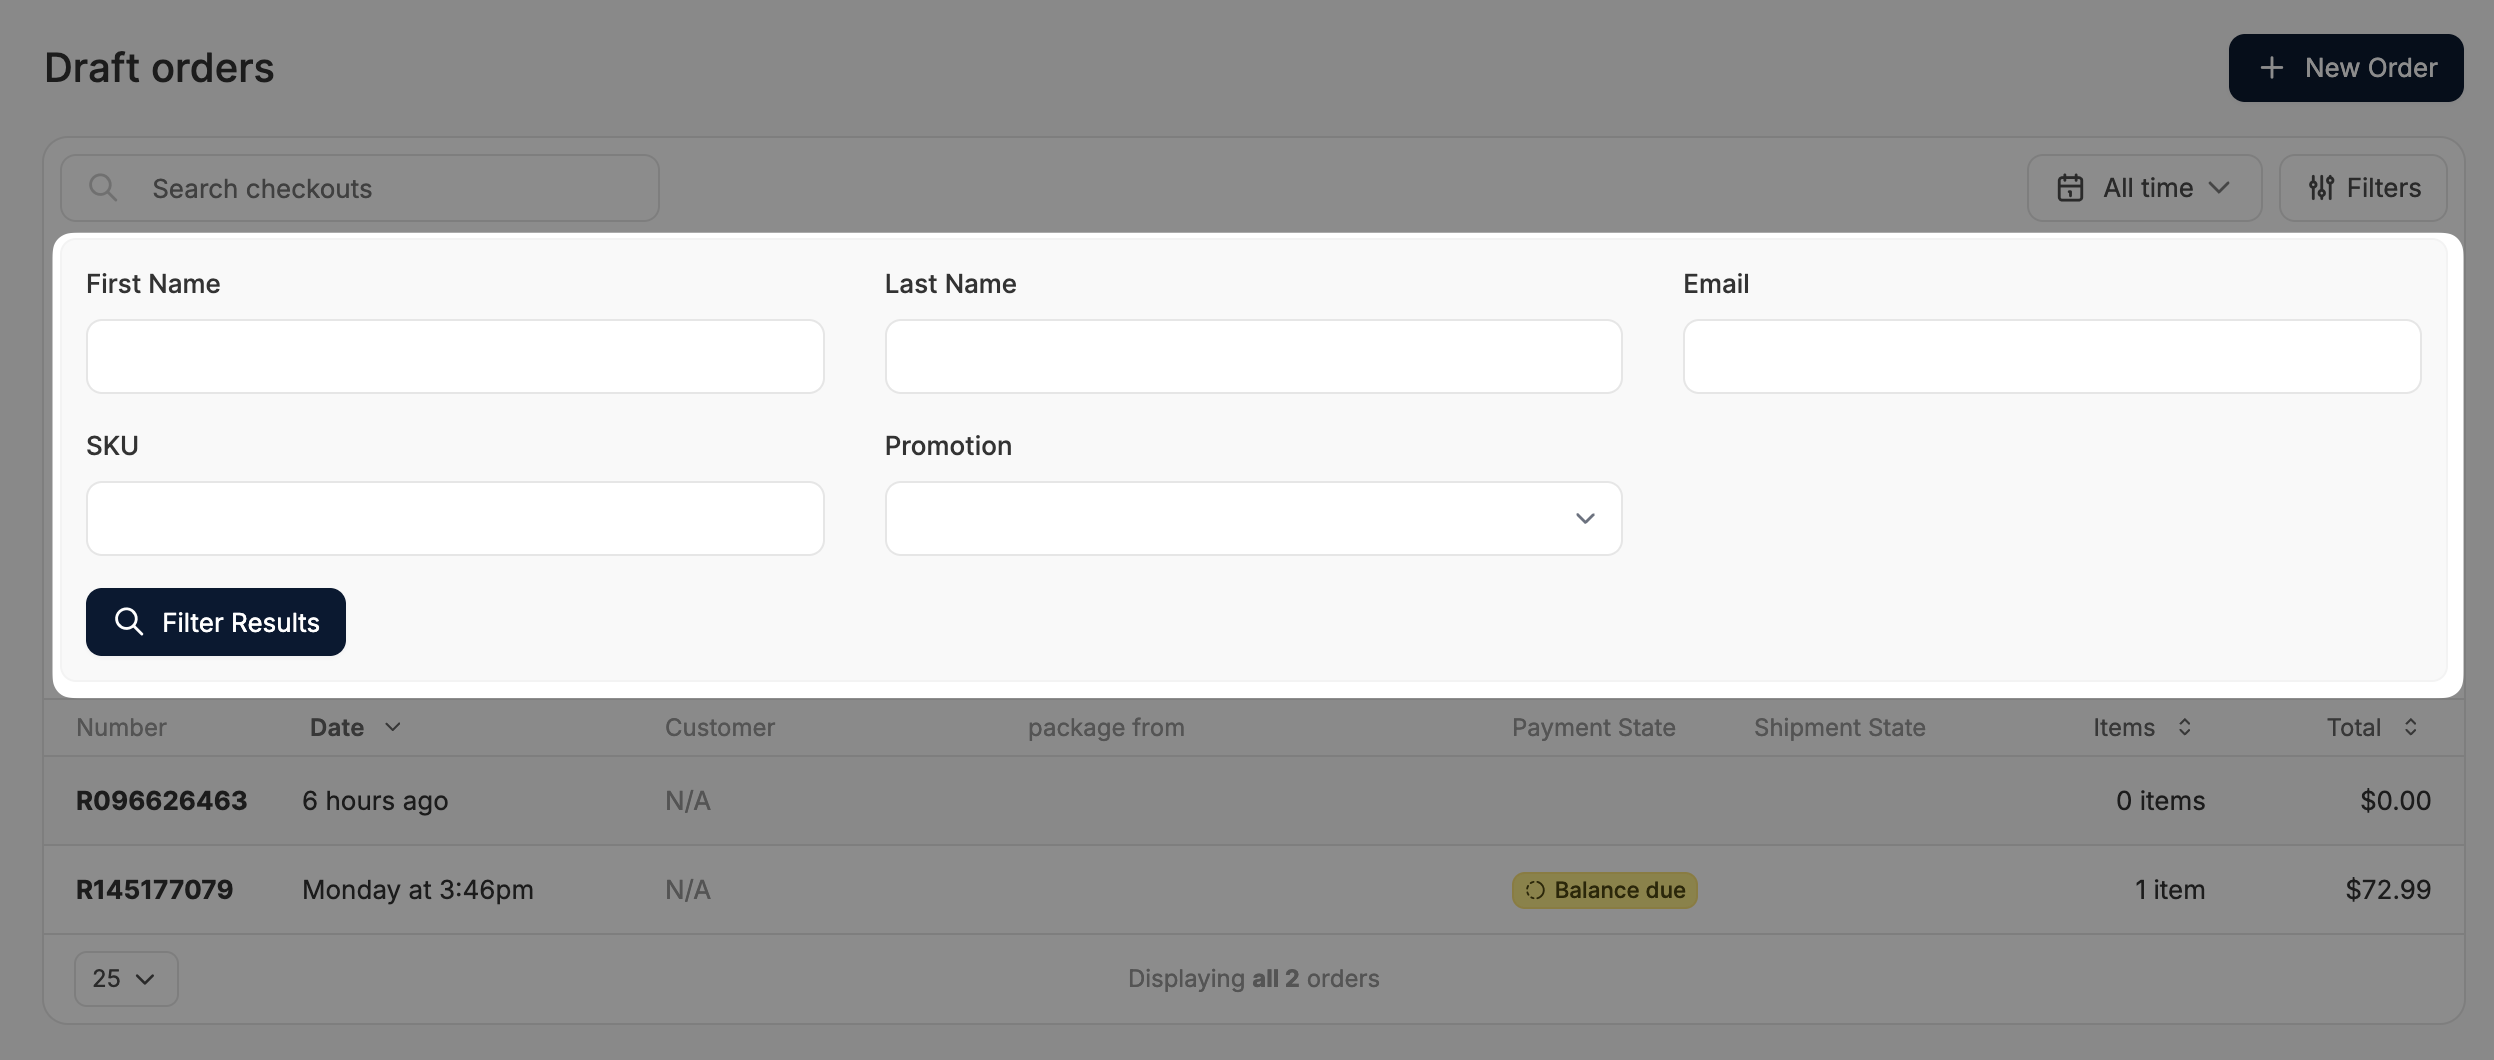 Draft orders
New Order
Search checkouts
All time
Filters
First Name
Last Name
Email
SKU
Promotion
Filter Results
Number Date Customer package from Payment State Shipment State Items Total
R096626463 6 hours ago N/A 0 items $0.00
R145177079 Monday at 3:46pm N/A Balance due 1 item $72.99
25
Displaying all 2 orders